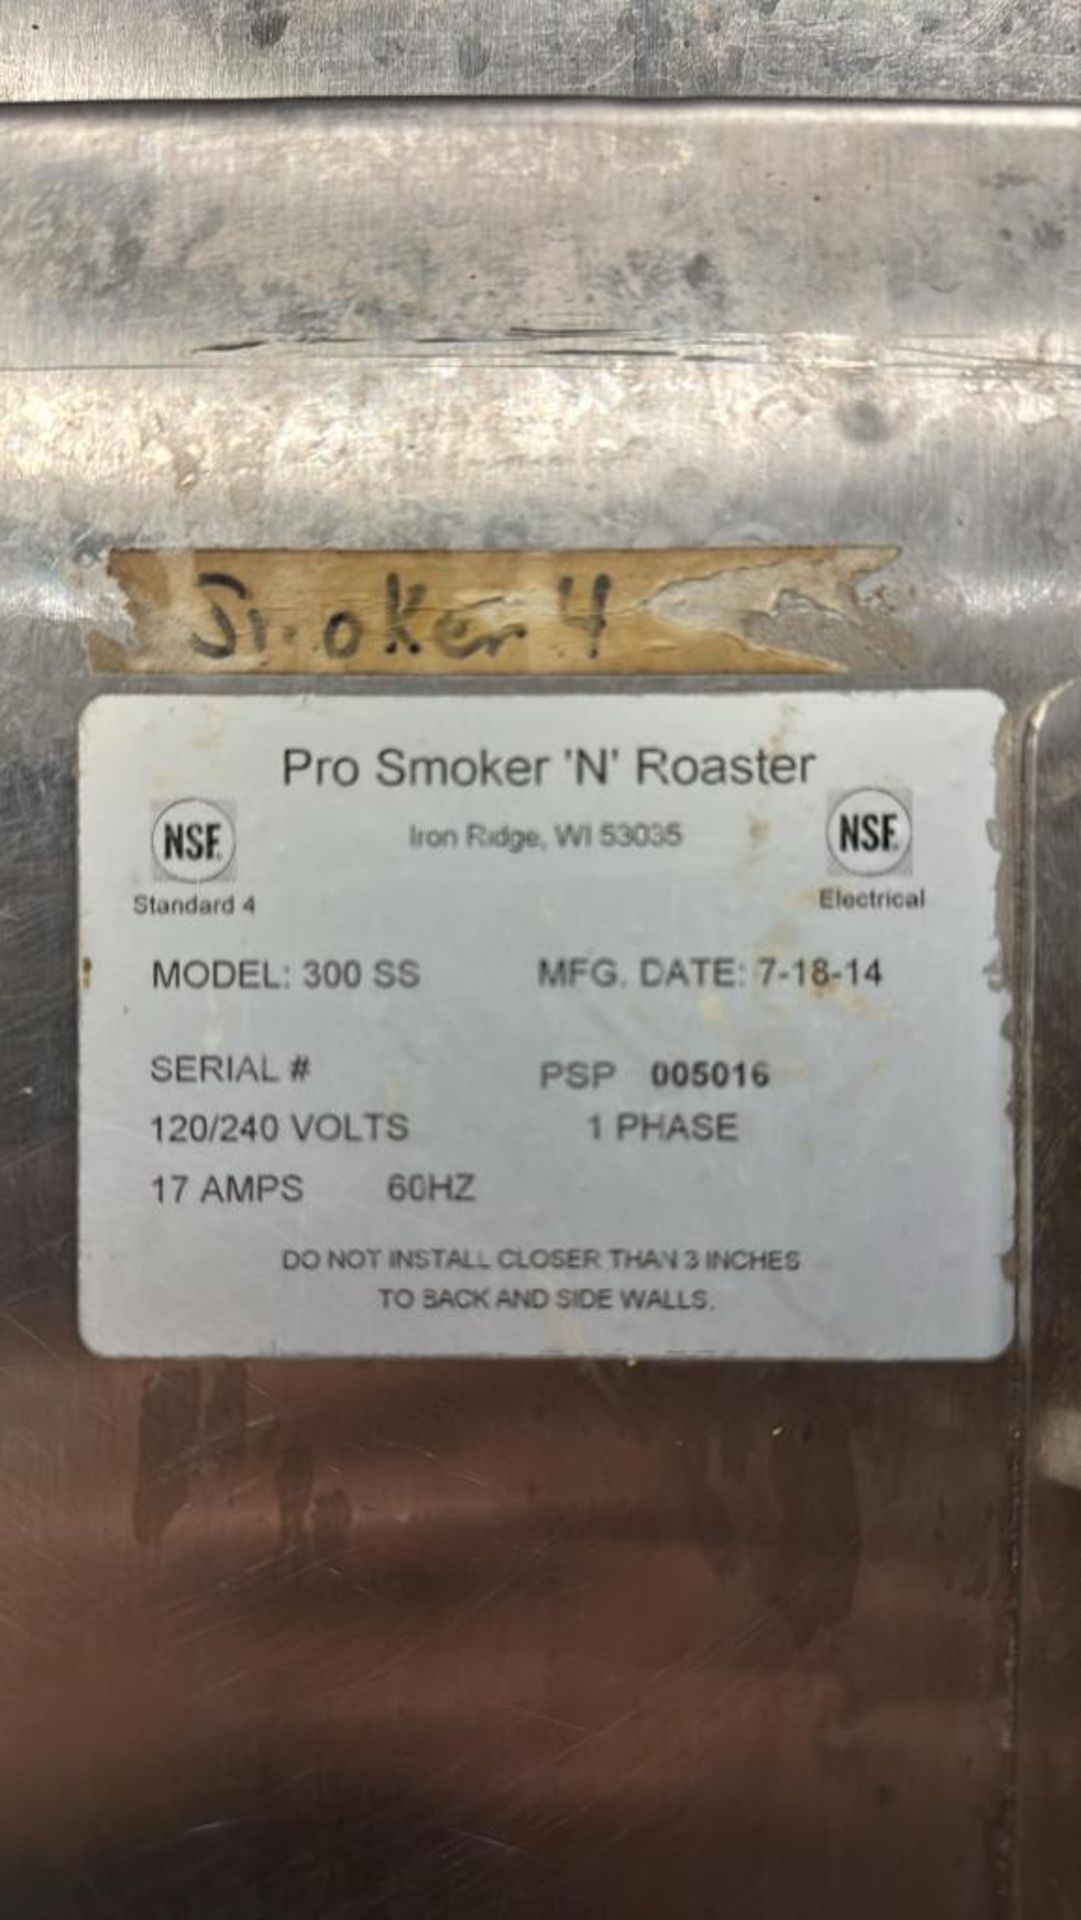 Smoker 4
Pro Smoker 'N' Roaster
NSF. NSF.
Iron Ridge, WI 53035
Standard 4 Electrical
MODEL: 300 SS MFG. DATE: 7-18-14
SERIAL # PSP 005016
120/240 VOLTS 1 PHASE
17 AMPS 60HZ
DO NOT INSTALL CLOSER THAN 3 INCHES
TO BACK AND SIDE WALLS.